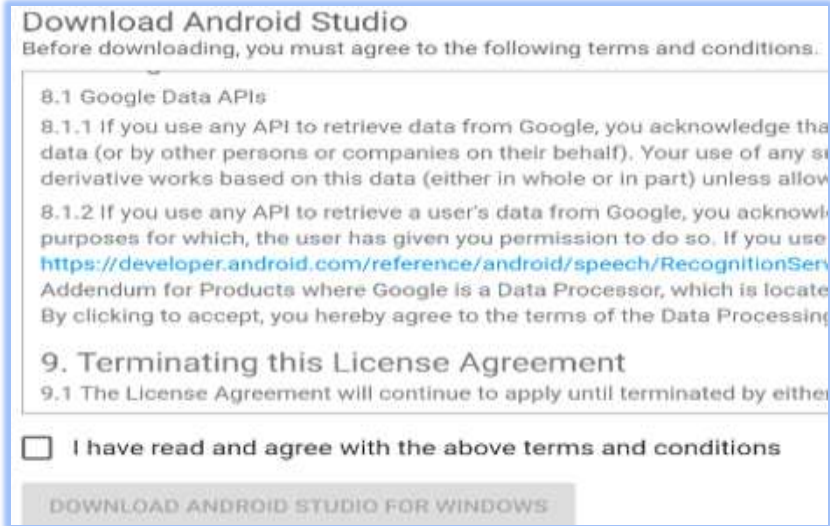 Download Android Studio
Before downloading, you must agree to the following terms and conditions.
8.1 Google Data APIs
8.1.1 If you use any API to retrieve data from Google, you acknowledge tha
data (or by other persons or companies on their behalf). Your use of any s
derivative works based on this data (either in whole or in part) unless allow
8.1.2 If you use any API to retrieve a user's data from Google, you acknowl
purposes for which, the user has given you permission to do so. If you use
https://developer.android.com/reference/android/speech/RecognitionServ
Addendum for Products where Google is a Data Processor, which is locate
By clicking to accept, you hereby agree to the terms of the Data Processing
9. Terminating this License Agreement
9.1 The License Agreement will continue to apply until terminated by either
I have read and agree with the above terms and conditions
DOWNLOAD ANDROID STUDIO FOR WINDOWS